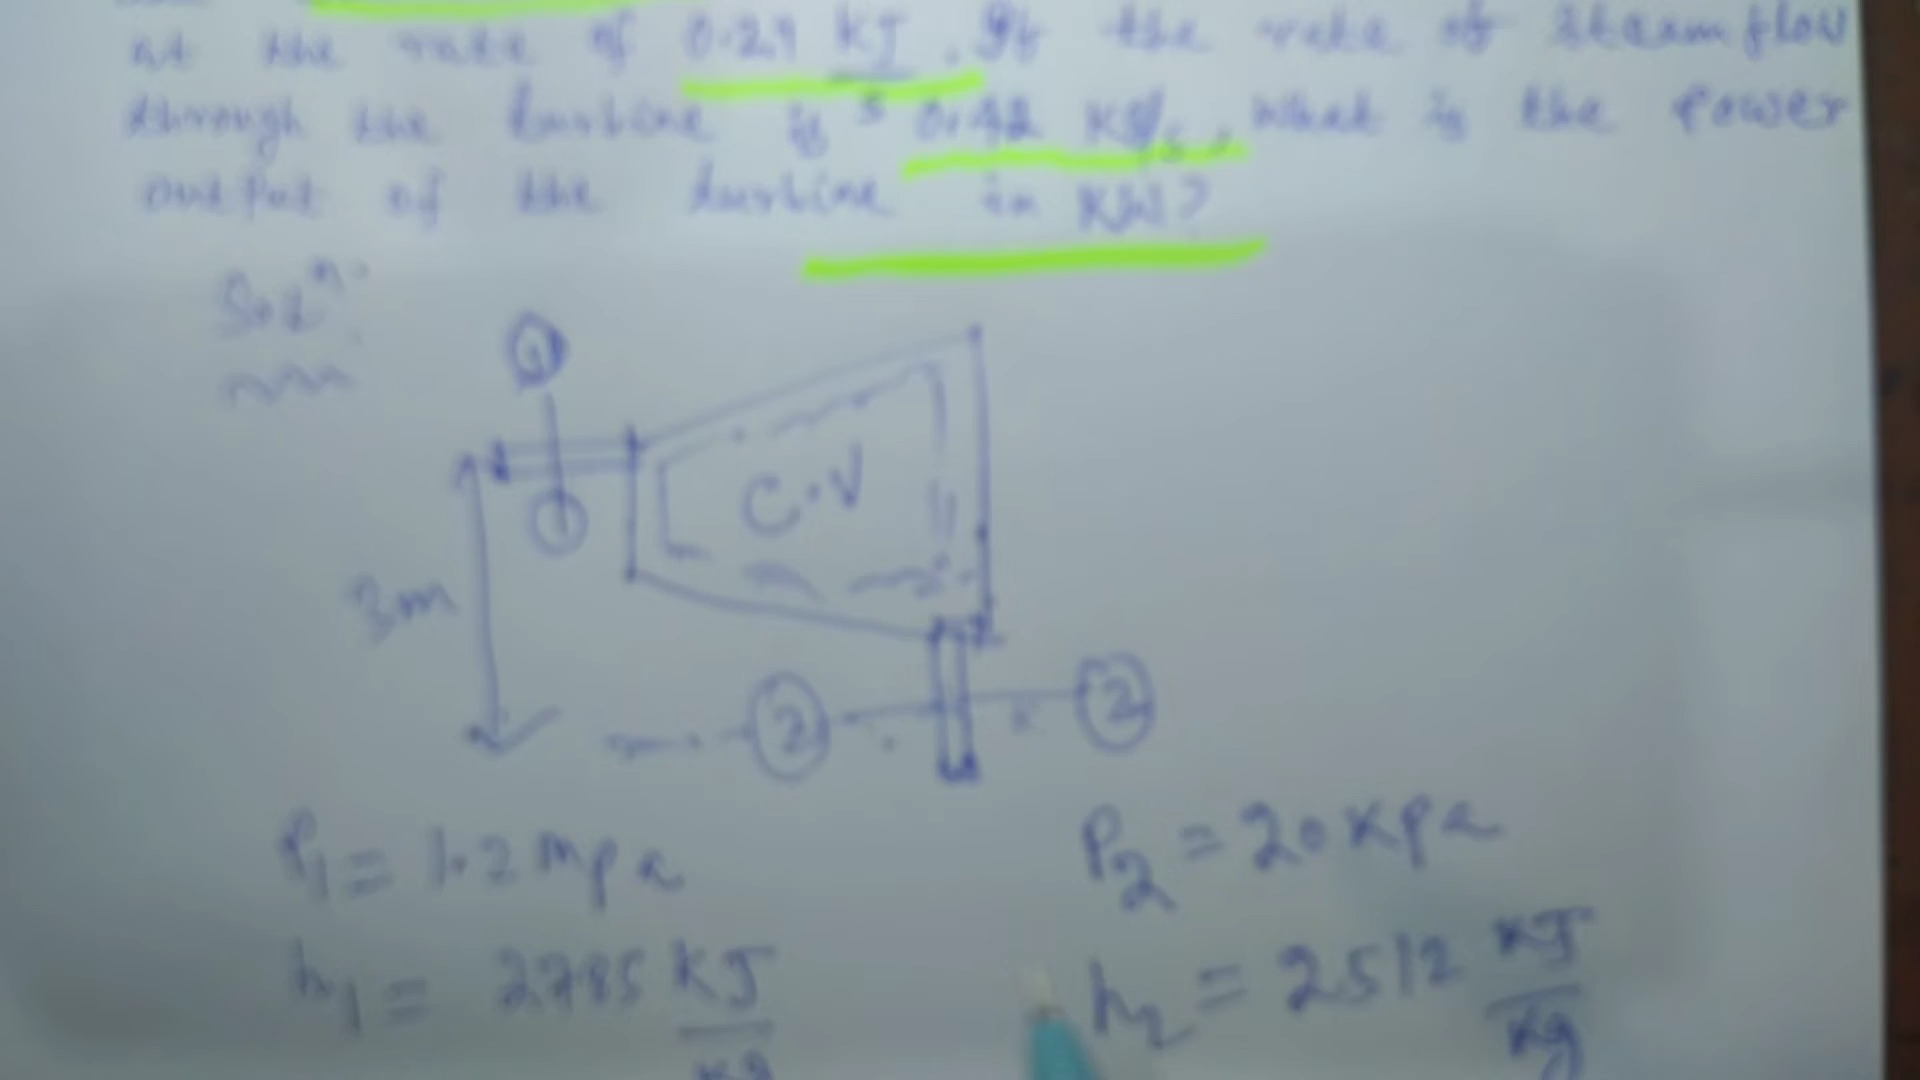 at the rate of 0.29 KJ . If the rate of steam flow
s
through the turbine is 0.42 Kg/s, what is the power
output of the turbine in KW?
Solⁿ:
1
1
C.V
3m
2
2
P₁ = 1.2 mpa
P₂ = 20 Kpa
h₁ = 2785 KJ
kg
h₂ = 2512 KJ
Kg